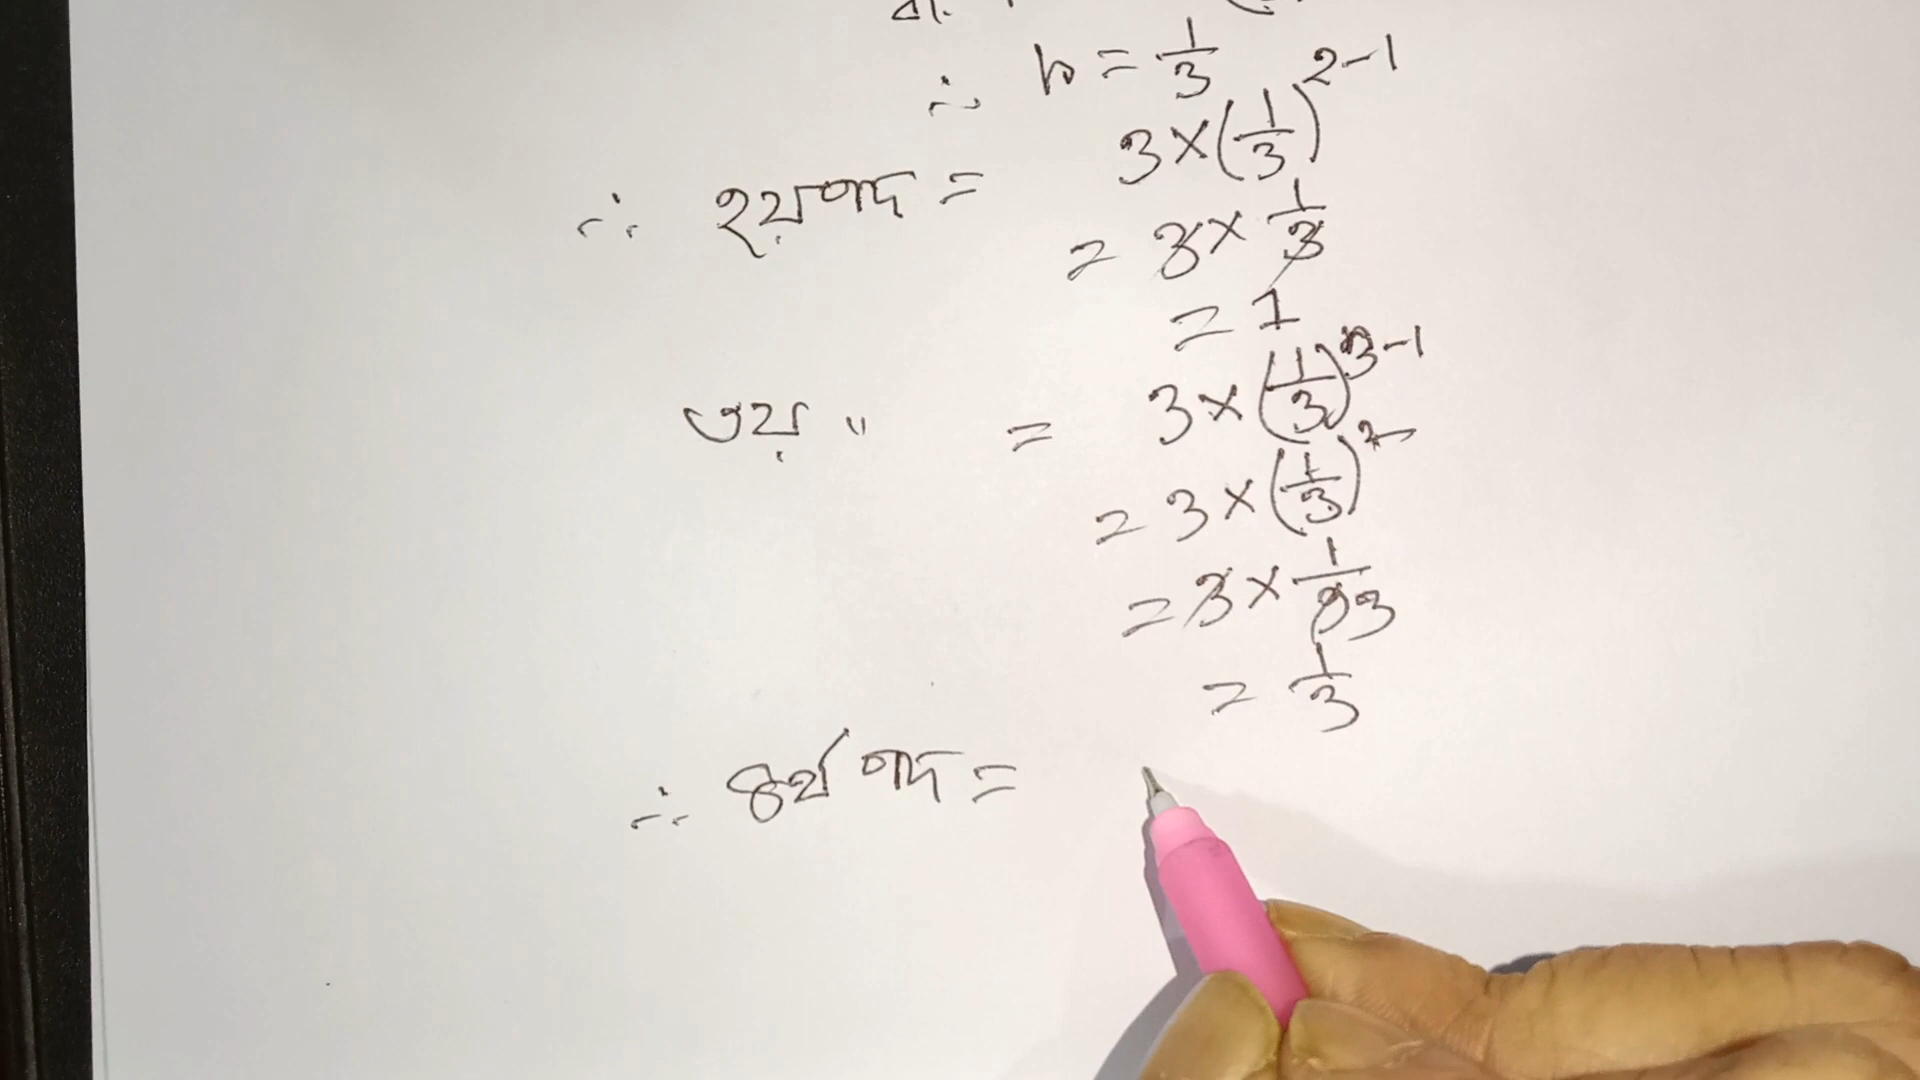 বা.
∴ r = 1/3
∴ ২য় পদ = 3×(1/3)^2-1
= 3 × 1/3
= 1
৩য় " = 3×(1/3)^3-1
= 3×(1/3)^2
= 3 × 1/9 3
= 1/3
∴ ৪র্থ পদ =